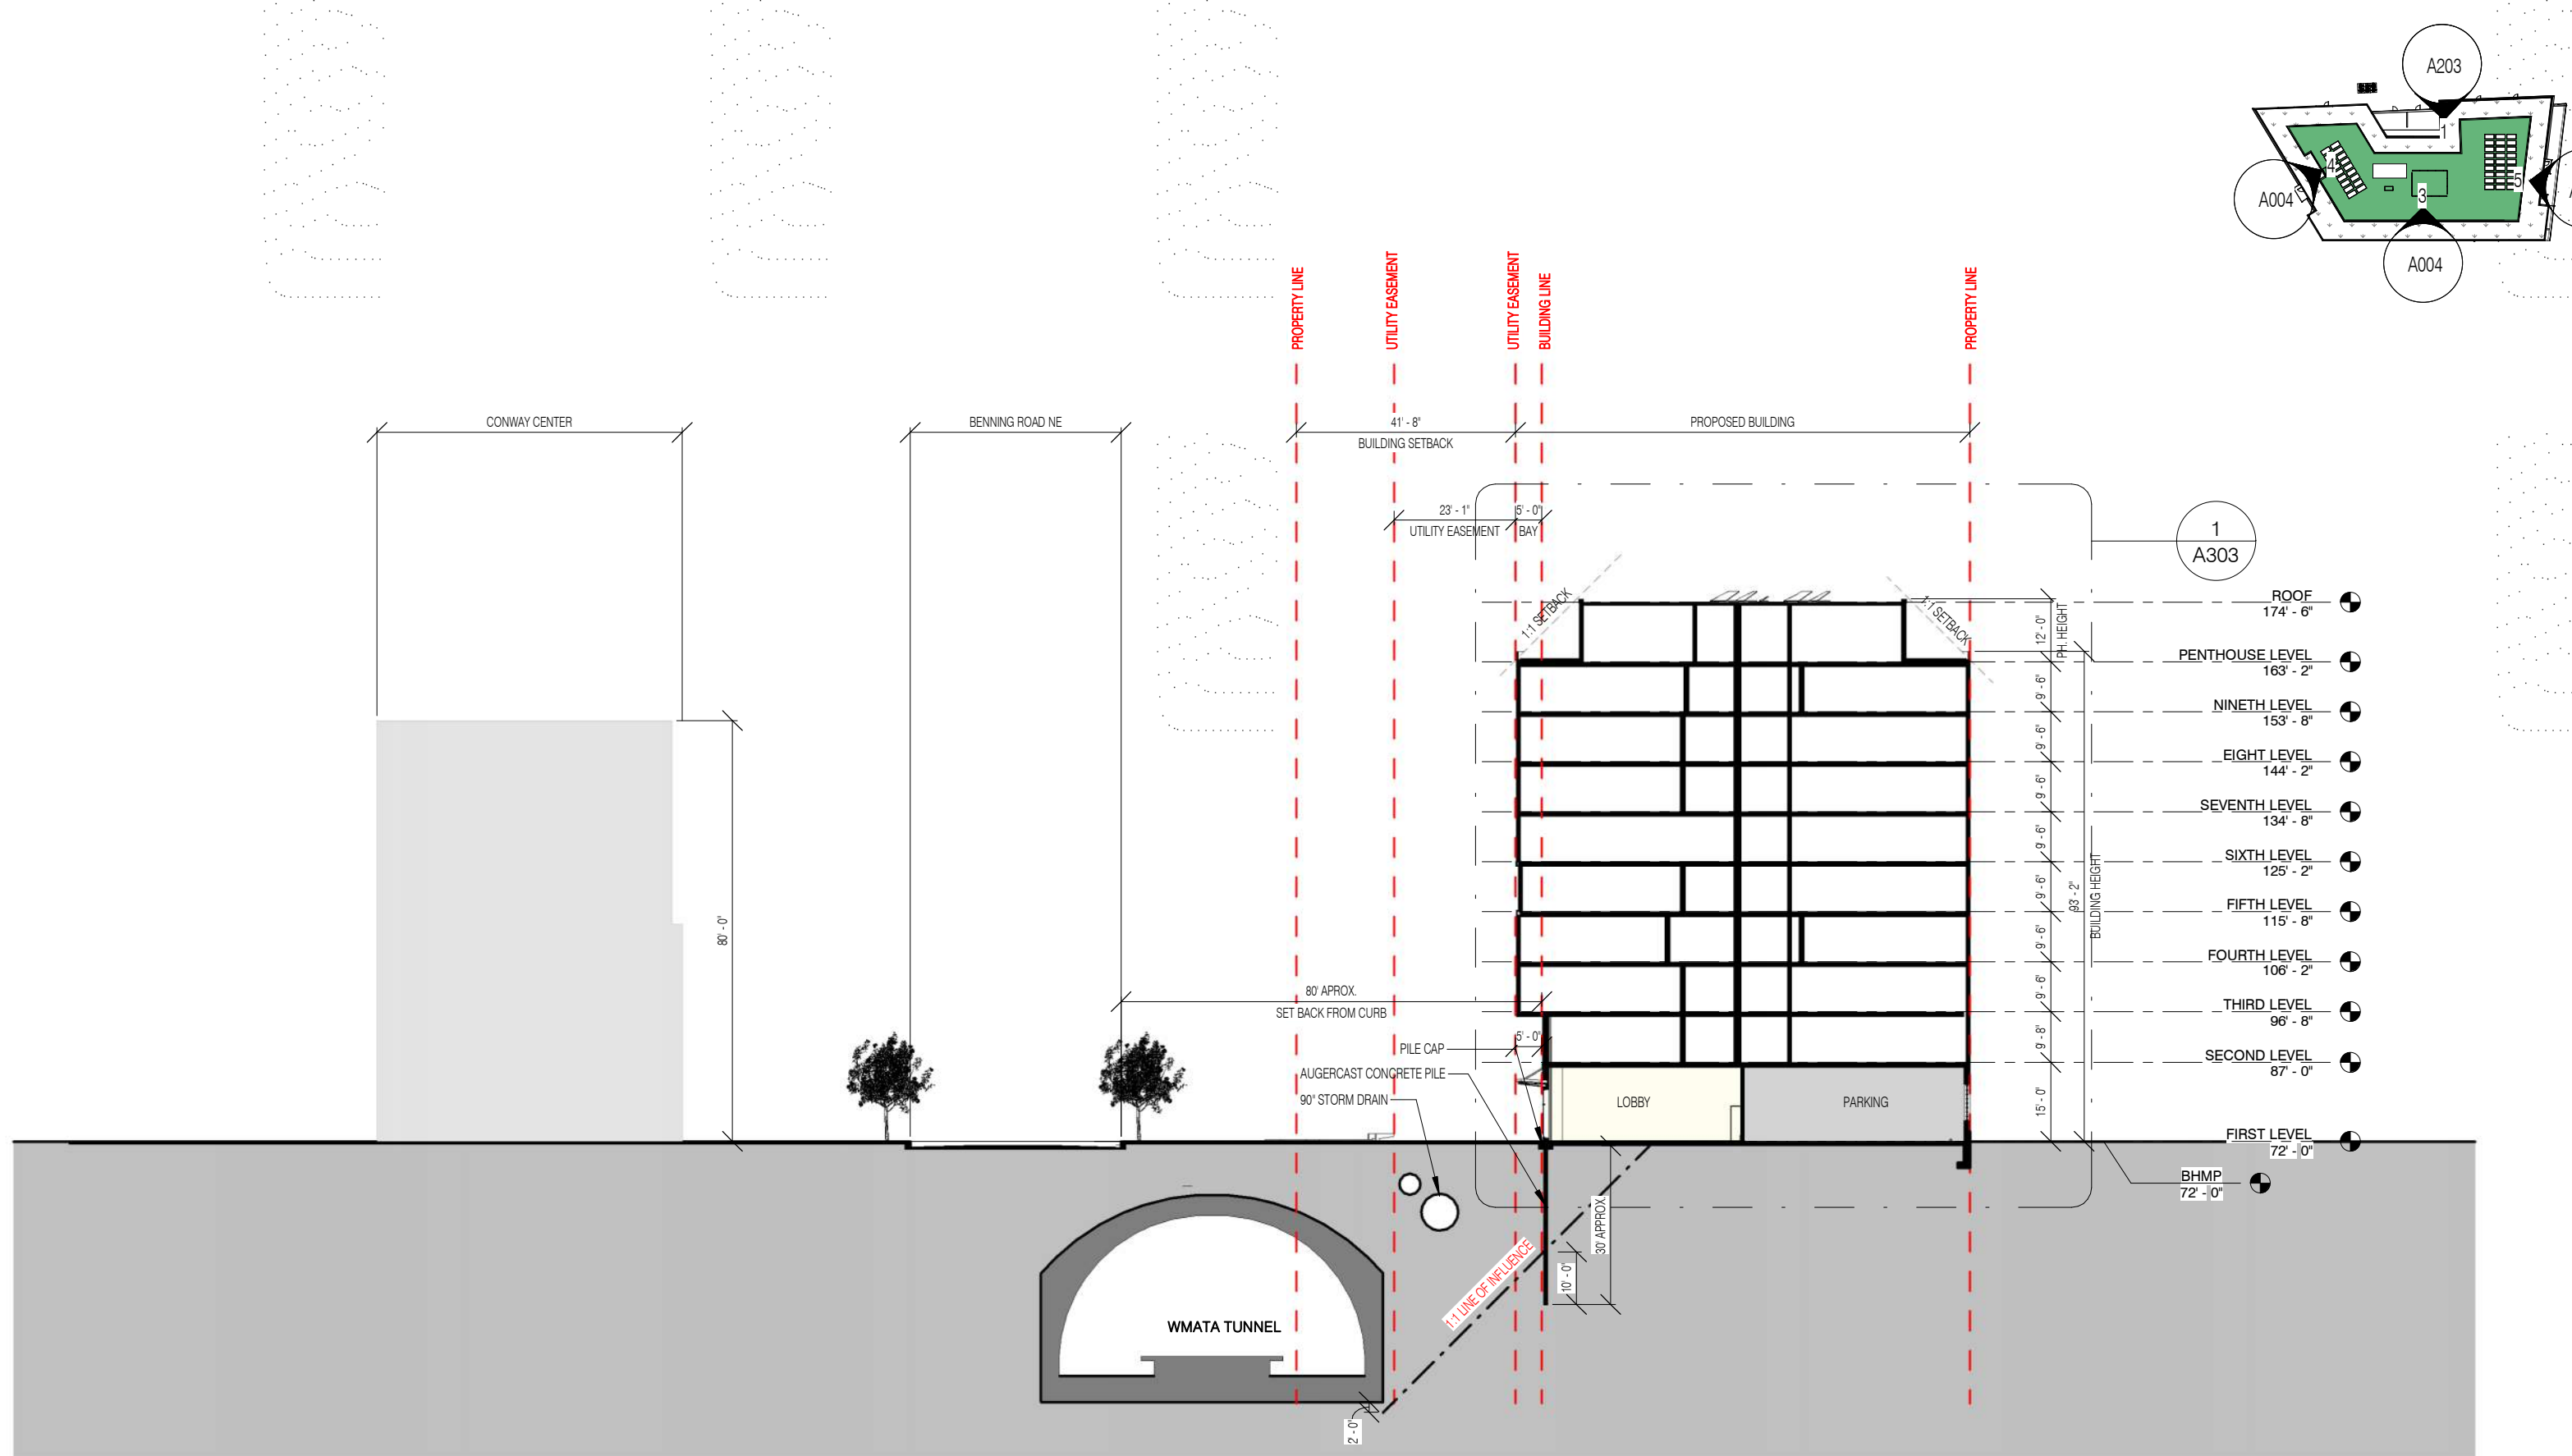 A203
1
4
5
3
A004
A004
PROPERTY LINE
UTILITY EASEMENT
UTILITY EASEMENT
BUILDING LINE
PROPERTY LINE
CONWAY CENTER
BENNING ROAD NE
41' - 8"
BUILDING SETBACK
PROPOSED BUILDING
23' - 1"
UTILITY EASEMENT
5' - 0"
BAY
1
A303
1:1 SETBACK
1:1 SETBACK
12' - 0"
PH. HEIGHT
ROOF
174' - 6"
PENTHOUSE LEVEL
163' - 2"
9' - 6"
NINETH LEVEL
153' - 8"
9' - 6"
EIGHT LEVEL
144' - 2"
9' - 6"
SEVENTH LEVEL
134' - 8"
9' - 6"
SIXTH LEVEL
125' - 2"
9' - 6"
93' - 2"
BUILDING HEIGHT
FIFTH LEVEL
115' - 8"
80' - 0"
9' - 6"
FOURTH LEVEL
106' - 2"
9' - 6"
80' APROX.
SET BACK FROM CURB
THIRD LEVEL
96' - 8"
5' - 0"
9' - 8"
PILE CAP
SECOND LEVEL
87' - 0"
AUGERCAST CONCRETE PILE
90" STORM DRAIN
LOBBY
PARKING
15' - 0"
FIRST LEVEL
72' - 0"
BHMP
72' - 0"
30' APPROX.
10' - 0"
1:1 LINE OF INFLUENCE
WMATA TUNNEL
2' - 0"